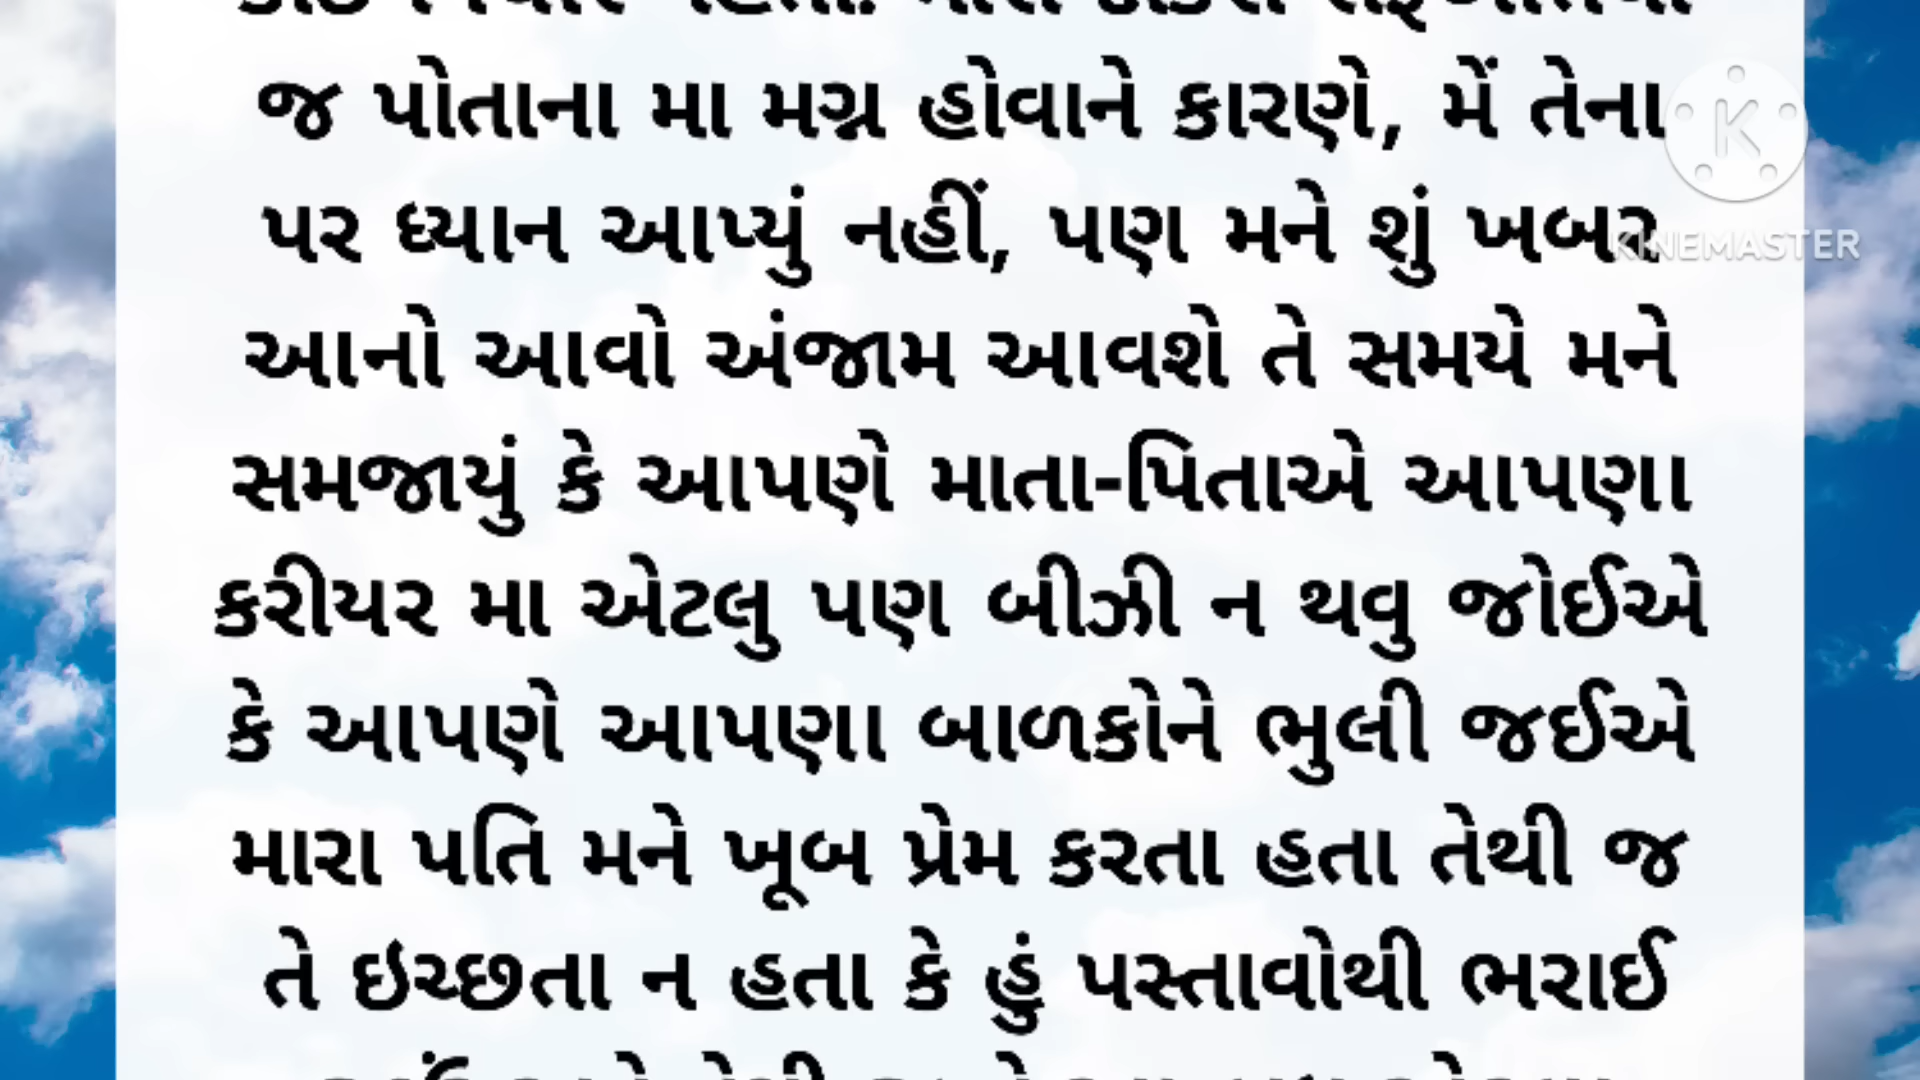 જ પોતાના મા મગ્ન હોવાને કારણે, મેં તેના
પર ધ્યાન આપ્યું નહીં, પણ મને શું ખબર
આનો આવો અંજામ આવશે તે સમયે મને
સમજાયું કે આપણે માતા-પિતાએ આપણા
કરીયર મા એટલુ પણ બીઝી ન થવુ જોઈએ
કે આપણે આપણા બાળકોને ભુલી જઈએ
મારા પતિ મને ખૂબ પ્રેમ કરતા હતા તેથી જ
તે ઇચ્છતા ન હતા કે હું પસ્તાવોથી ભરાઈ
K
KINEMASTER